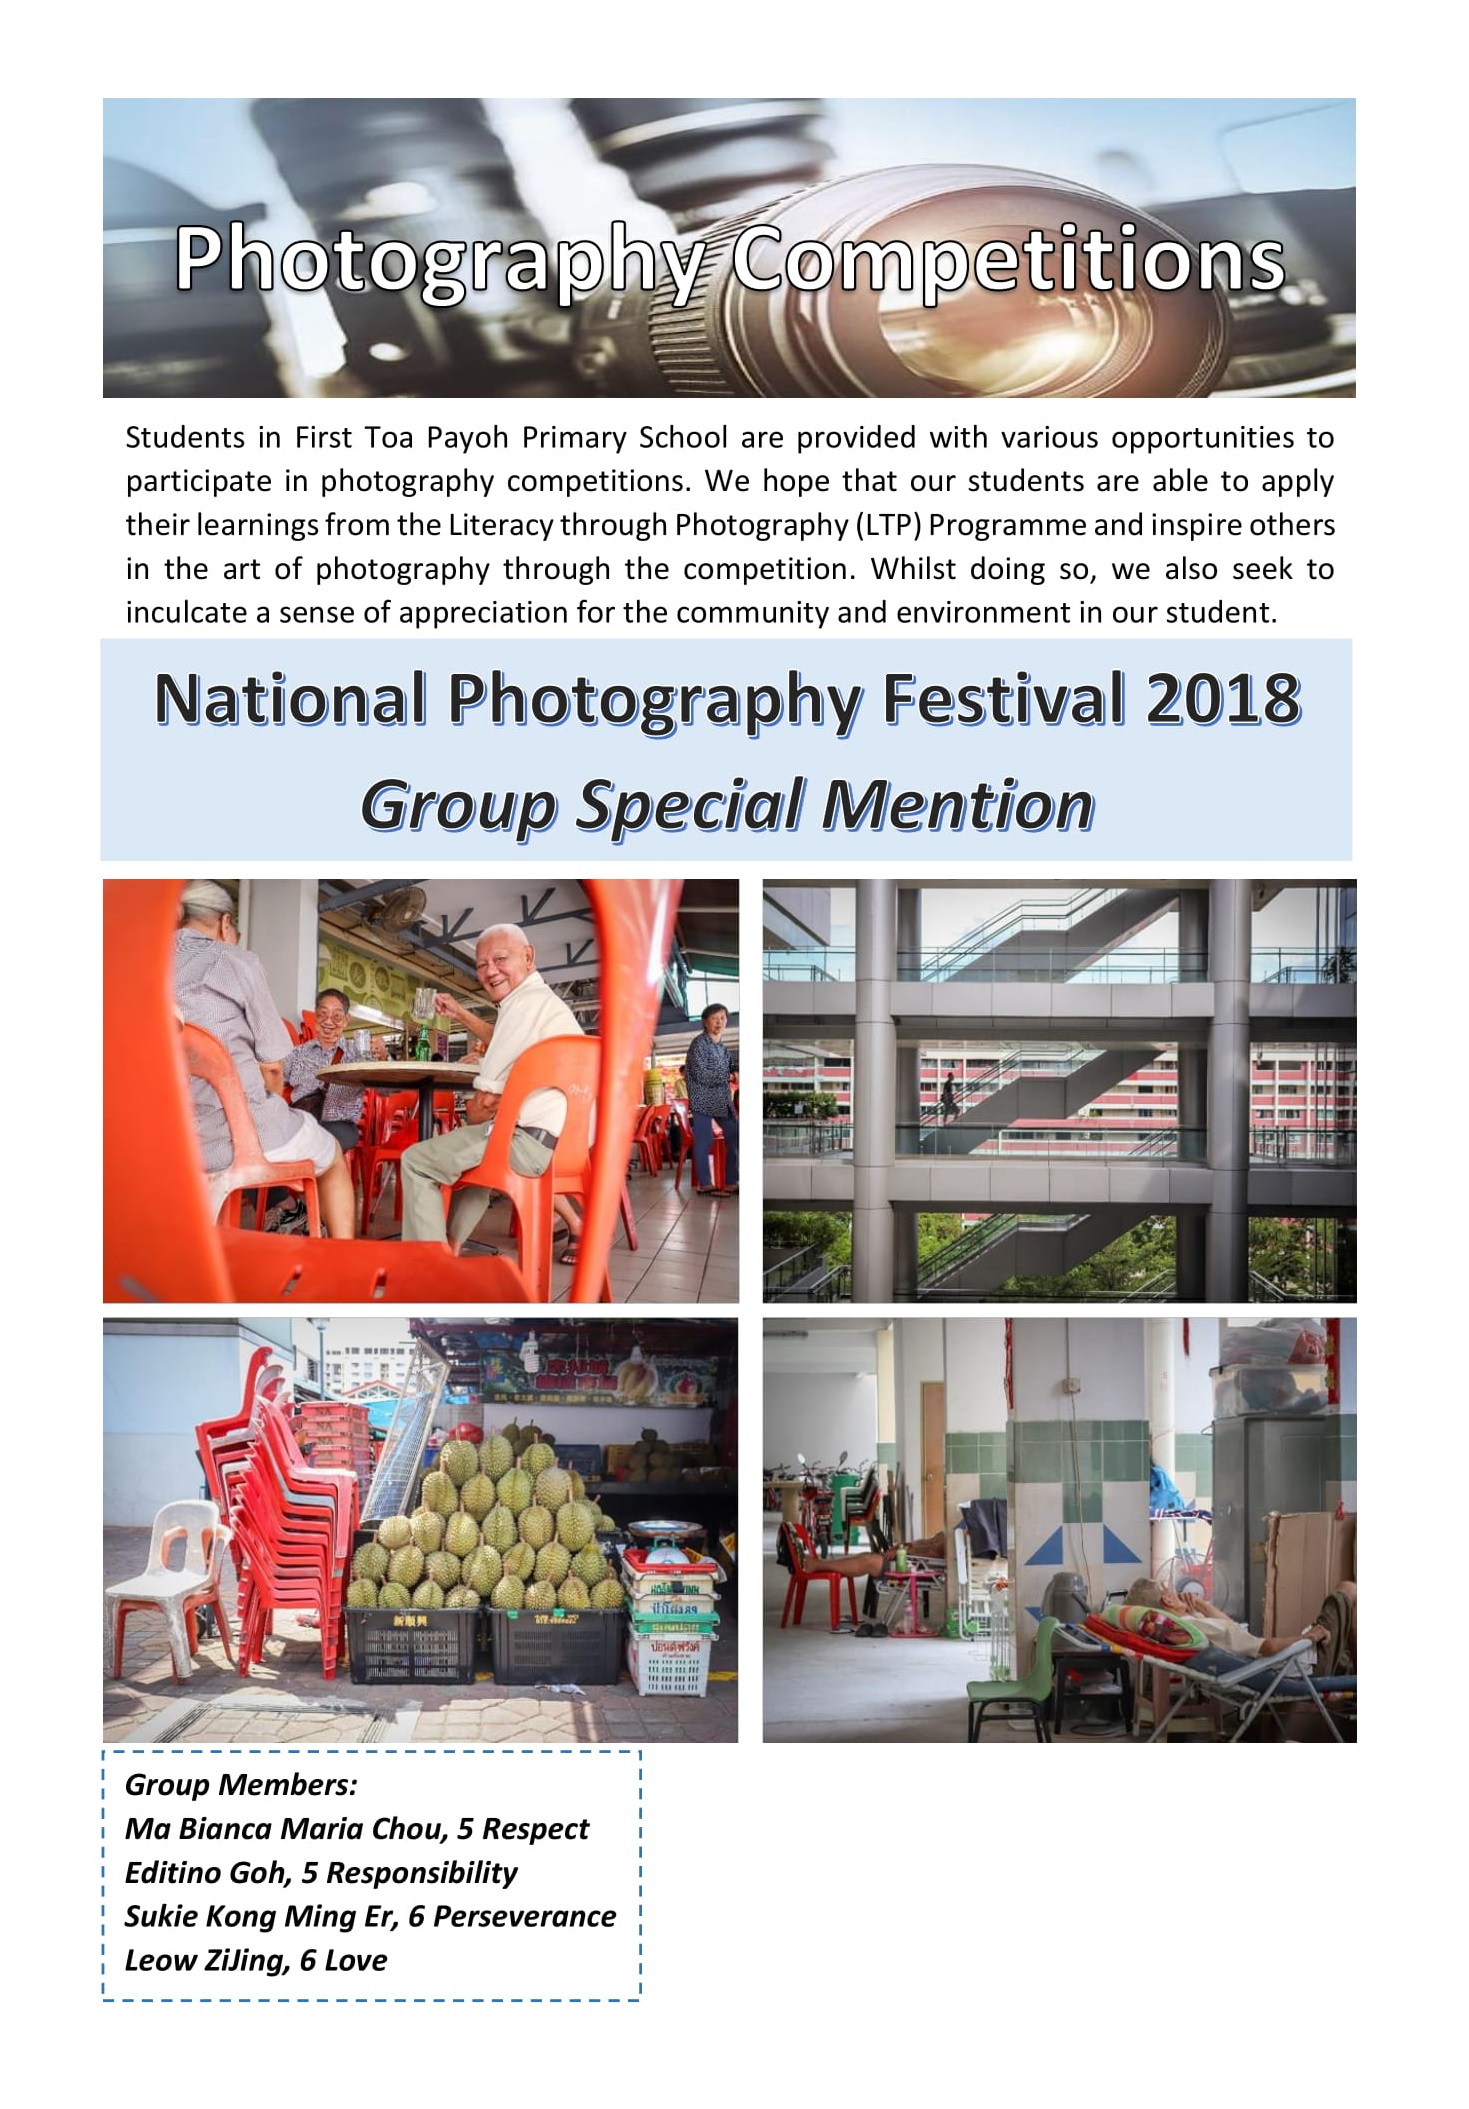 Photography Competitions
Students in First Toa Payoh Primary School are provided with various opportunities to
participate in photography competitions. We hope that our students are able to apply
their learnings from the Literacy through Photography (LTP) Programme and inspire others
in the art of photography through the competition. Whilst doing so, we also seek to
inculcate a sense of appreciation for the community and environment in our student.
National Photography Festival 2018
Group Special Mention
新順興
Group Members:
Ma Bianca Maria Chou, 5 Respect
Editino Goh, 5 Responsibility
Sukie Kong Ming Er, 6 Perseverance
Leow ZiJing, 6 Love